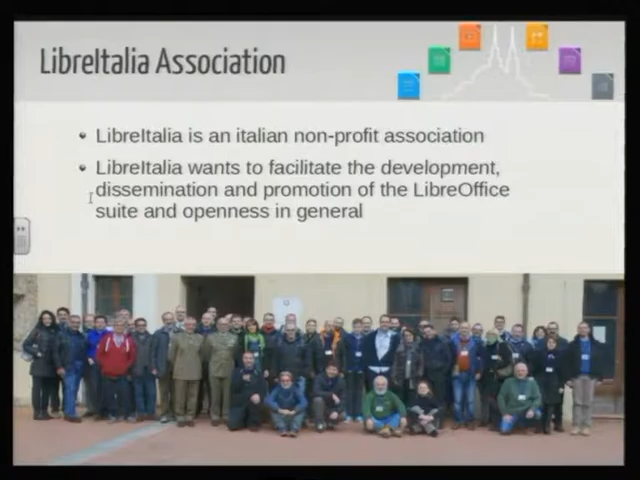 LibreItalia Association
LibreItalia is an italian non-profit association
LibreItalia wants to facilitate the development,
dissemination and promotion of the LibreOffice
suite and openness in general